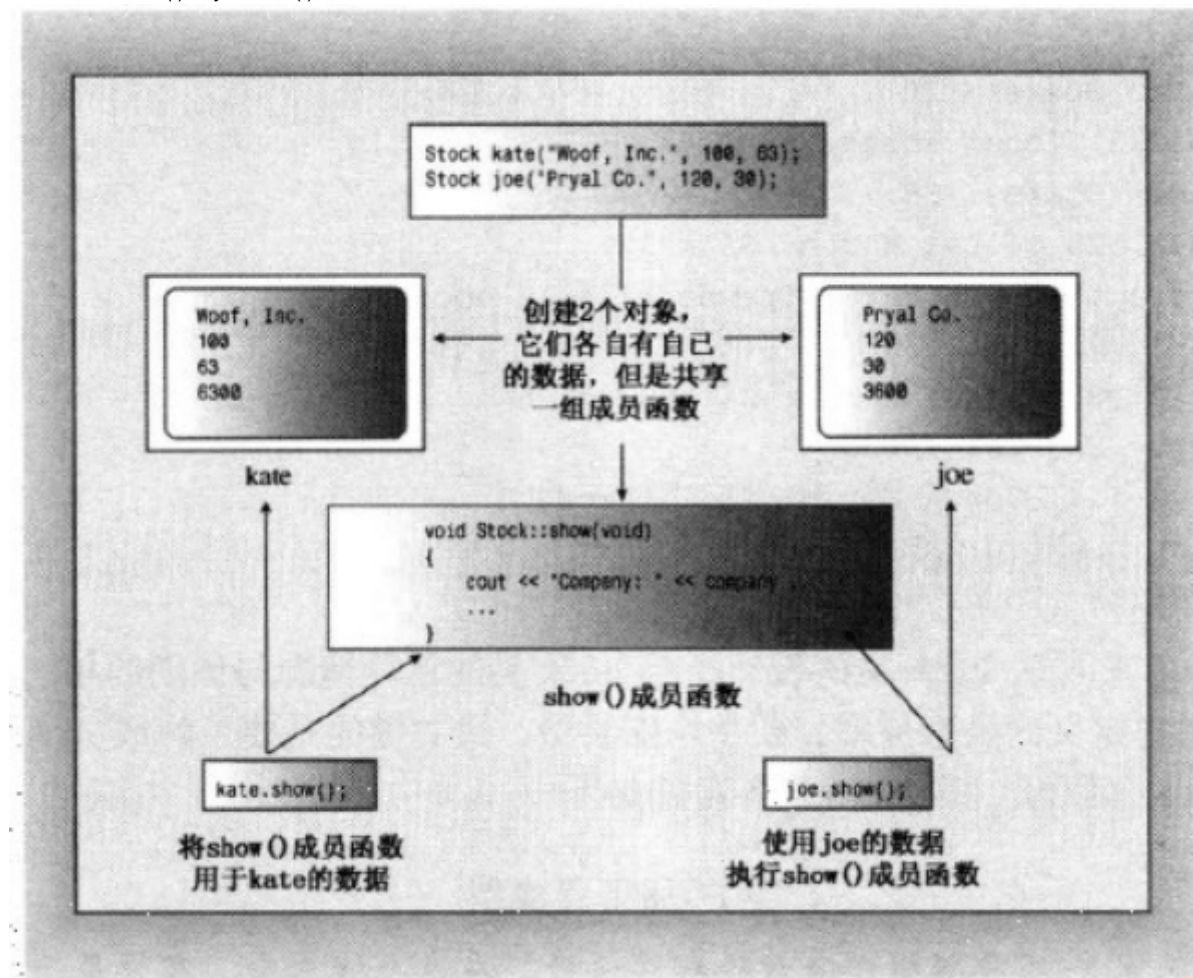 Stock kate("Woof, Inc.", 100, 63);
Stock joe("Pryal Co.", 120, 30);
Woof, Inc.
100
63
6300
kate
创建2个对象，
它们各自有自己
的数据，但是共享
一组成员函数
Pryal Co.
120
30
3600
joe
void Stock::show(void)
{
cout << "Company: " << company ..
...
}
show()成员函数
kate.show();
将show()成员函数
用于kate的数据
joe.show();
使用joe的数据
执行show()成员函数